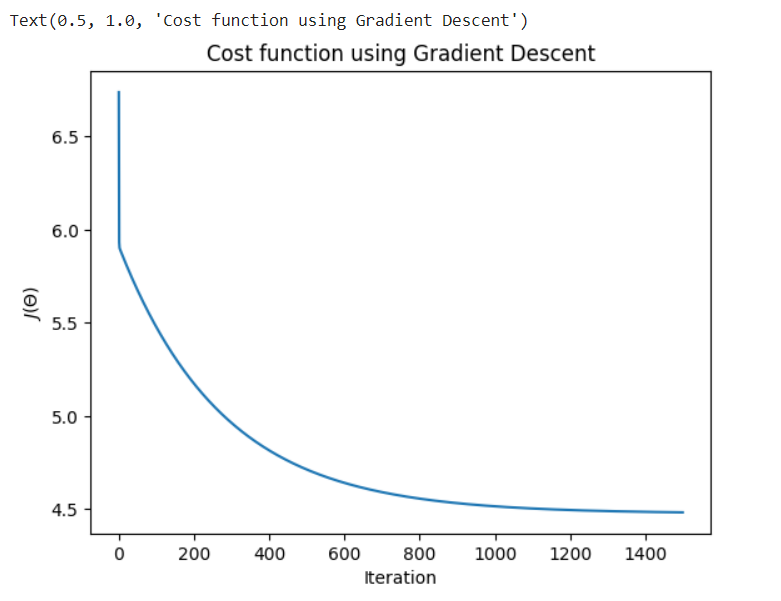 Text(0.5, 1.0, 'Cost function using Gradient Descent')
Cost function using Gradient Descent
6.5
6.0
5.5
5.0
4.5
J(Θ)
0 200 400 600 800 1000 1200 1400
Iteration